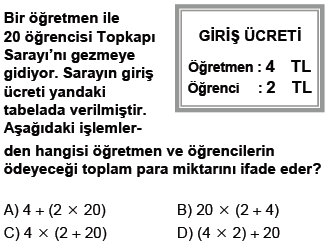 Bir öğretmen ile
20 öğrencisi Topkapı
Sarayı'nı gezmeye
gidiyor. Sarayın giriş
ücreti yandaki
tabelada verilmiştir.
Aşağıdaki işlemler-
GİRİŞ ÜCRETİ
Öğretmen : 4 TL
Öğrenci : 2 TL
den hangisi öğretmen ve öğrencilerin
ödeyeceği toplam para miktarını ifade eder?
A) 4 + (2 × 20) B) 20 × (2 + 4)
C) 4 × (2 + 20) D) (4 × 2) + 20